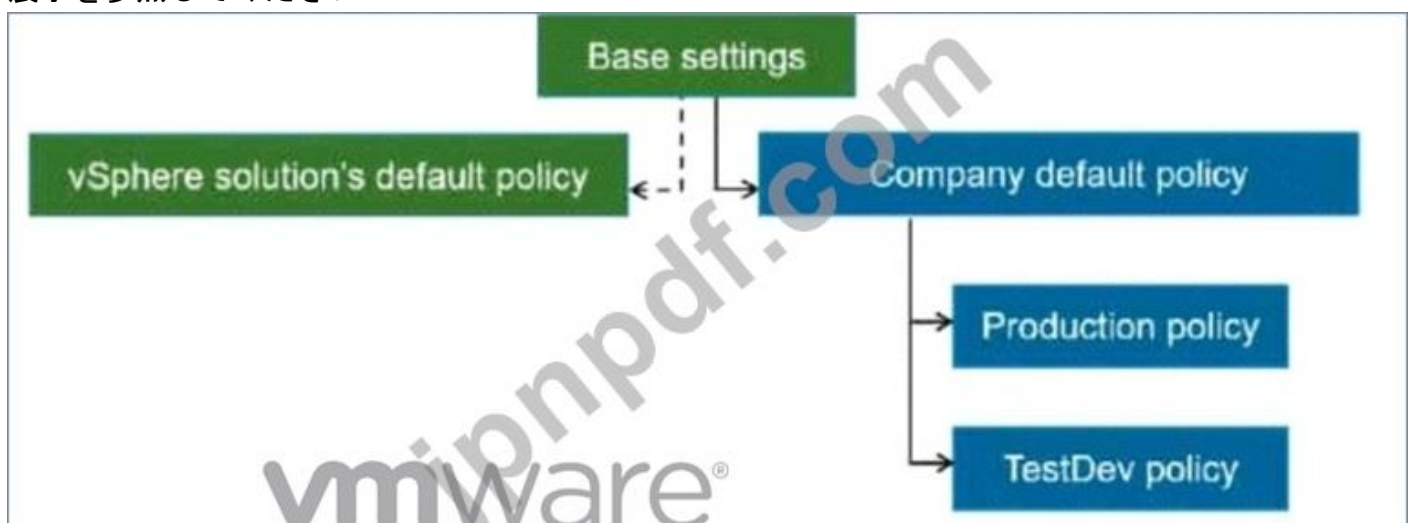 Base settings
vSphere solution's default policy
Company default policy
Production policy
TestDev policy
vmware®
jpnpdf.com